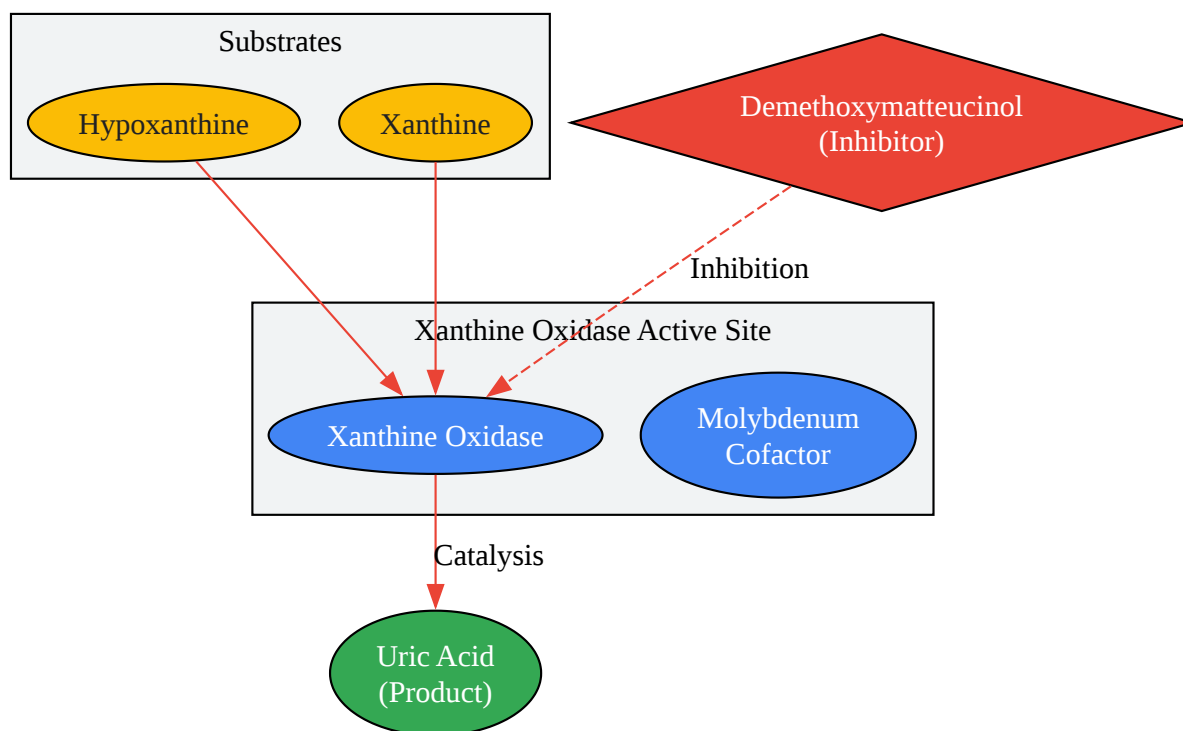 Substrates
Hypoxanthine
Xanthine
Demethoxymatteucinol
(Inhibitor)
Inhibition
Xanthine Oxidase Active Site
Xanthine Oxidase
Molybdenum
Cofactor
Catalysis
Uric Acid
(Product)